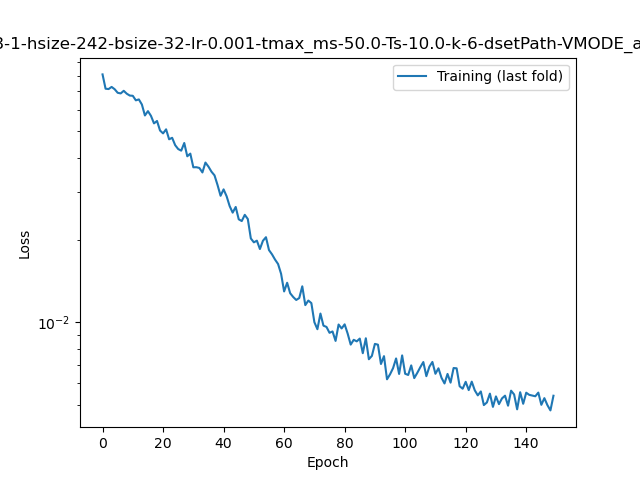 -1-hsize-242-bsize-32-lr-0.001-tmax_ms-50.0-Ts-10.0-k-6-dsetPath-VMODE_a
Training (last fold)
Loss
10⁻²
0 20 40 60 80 100 120 140
Epoch